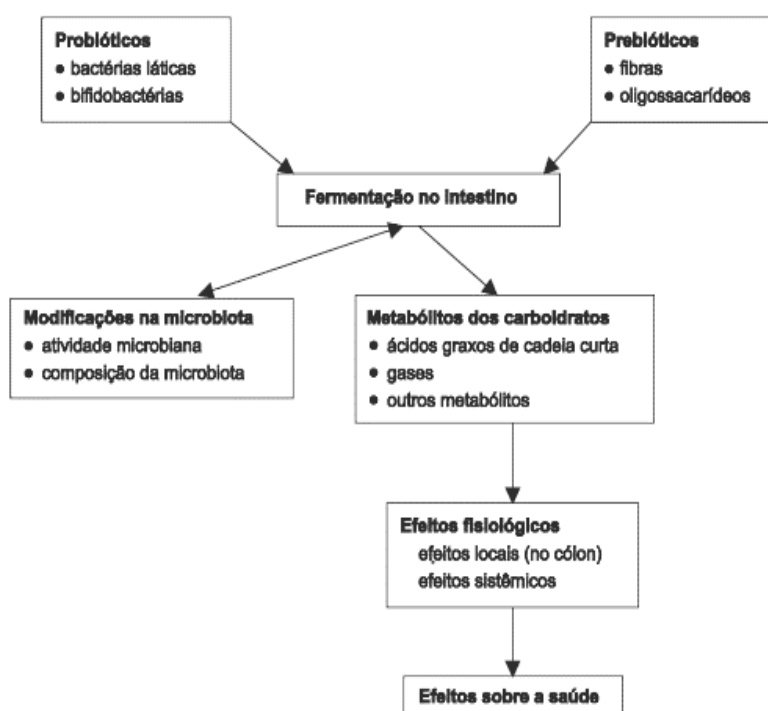 Probióticos
● bactérias láticas
● bifidobactérias
Prebióticos
● fibras
● oligossacarídeos
Fermentação no intestino
Modificações na microbiota
● atividade microbiana
● composição da microbiota
Metabólitos dos carboidratos
● ácidos graxos de cadeia curta
● gases
● outros metabólitos
Efeitos fisiológicos
efeitos locais (no cólon)
efeitos sistêmicos
Efeitos sobre a saúde